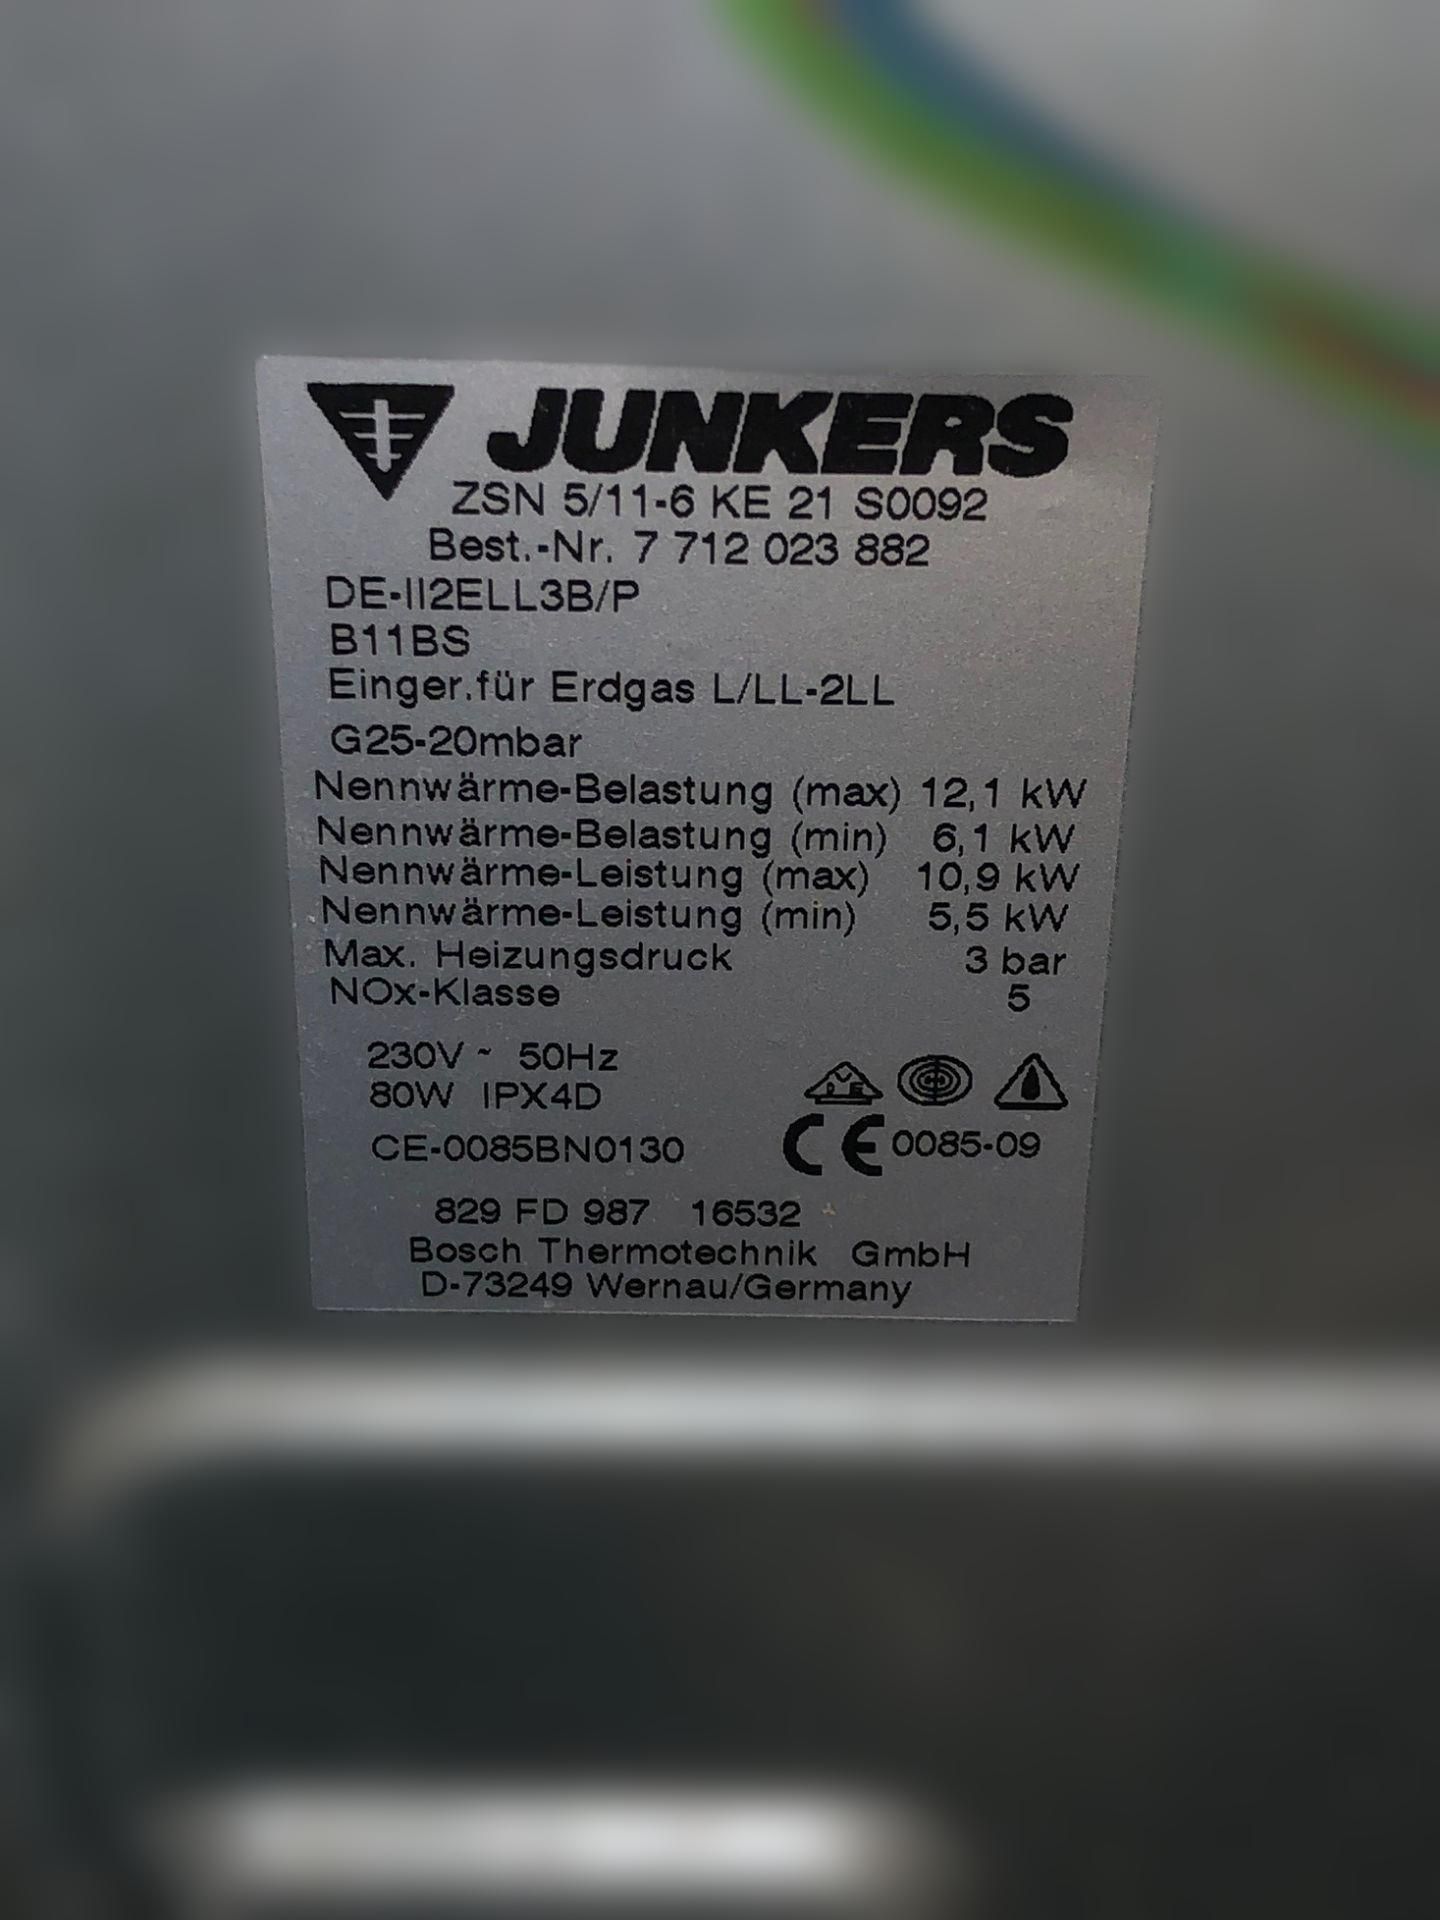 JUNKERS
ZSN 5/11-6 KE 21 S0092
Best.-Nr. 7 712 023 882
DE-II2ELL3B/P
B11BS
Einger.für Erdgas L/LL-2LL
G25-20mbar
Nennwärme-Belastung (max) 12,1 kW
Nennwärme-Belastung (min) 6,1 kW
Nennwärme-Leistung (max) 10,9 kW
Nennwärme-Leistung (min) 5,5 kW
Max. Heizungsdruck 3 bar
NOx-Klasse 5
230V ~ 50Hz
80W IPX4D
CE-0085BN0130 CE 0085-09
829 FD 987 16532
Bosch Thermotechnik GmbH
D-73249 Wernau/Germany